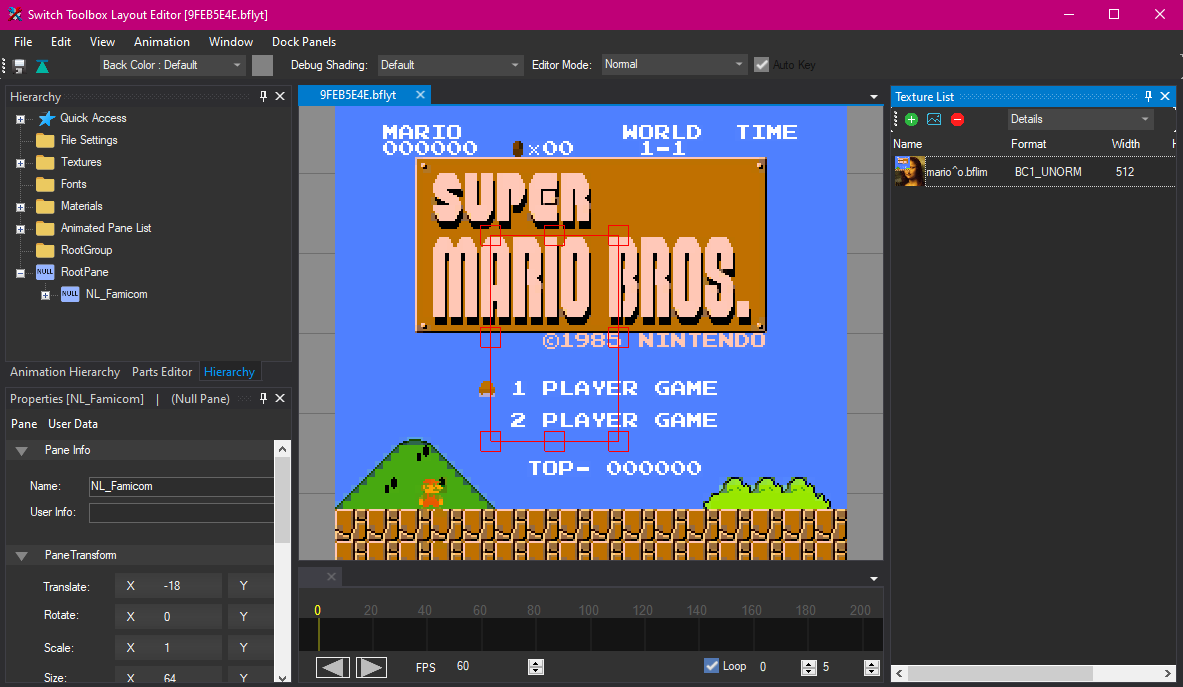 Switch Toolbox Layout Editor [9FEB5E4E.bflyt]
File Edit View Animation Window Dock Panels
Back Color : Default Debug Shading: Default Editor Mode: Normal Auto Key
Hierarchy
Quick Access
File Settings
Textures
Fonts
Materials
Animated Pane List
RootGroup
NULL RootPane
NULL NL_Famicom
Animation Hierarchy Parts Editor Hierarchy
Properties [NL_Famicom] | (Null Pane)
Pane User Data
Pane Info
Name: NL_Famicom
User Info:
Pane Transform
Translate: X -18 Y
Rotate: X 0 Y
Scale: X 1 Y
Size: X 64 Y
9FEB5E4E.bflyt
MARIO WORLD TIME
000000 x00 1-1
SUPER
MARIO BROS.
©1985 NINTENDO
1 PLAYER GAME
2 PLAYER GAME
TOP- 000000
0 20 40 60 80 100 120 140 160 180 200
FPS 60 Loop 0 5
Texture List
Details
Name Format Width H
mario^o.bflim BC1_UNORM 512